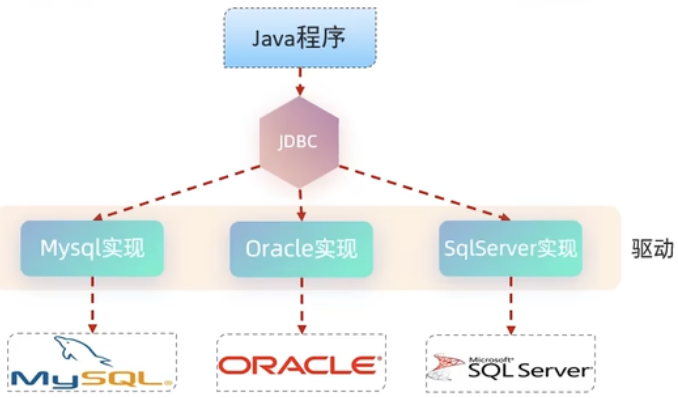 Java程序
JDBC
Mysql实现
Oracle实现
SqlServer实现
驱动
MySQL®
ORACLE®
Microsoft®
SQL Server®